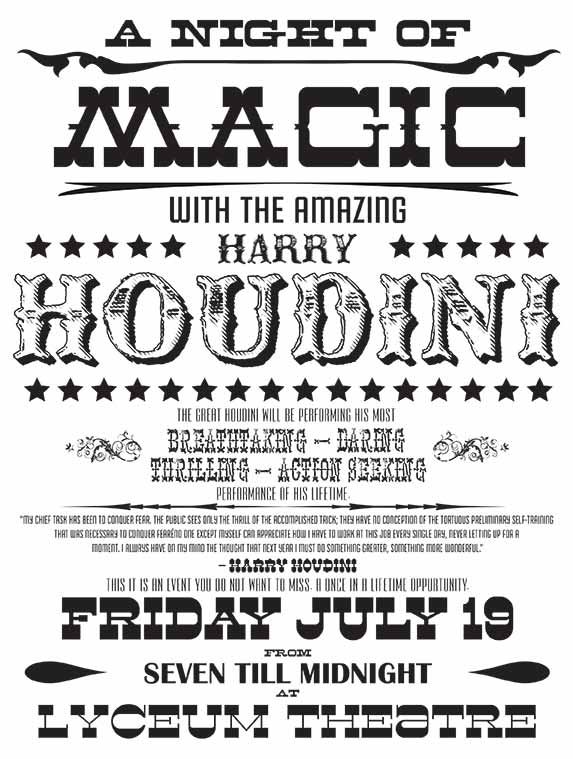 A NIGHT OF
MAGIC
WITH THE AMAZING
HARRY
HOUDINI
THE GREAT HOUDINI WILL BE PERFORMING HIS MOST
BREATHTAKING - DARING
THRILLING - ACTION SEEKING
PERFORMANCE OF HIS LIFETIME.
"MY CHIEF TASK HAS BEEN TO CONQUER FEAR. THE PUBLIC SEES ONLY THE THRILL OF THE ACCOMPLISHED TRICK; THEY HAVE NO CONCEPTION OF THE TORTUOUS PRELIMINARY SELF-TRAINING
THAT WAS NECESSARY TO CONQUER FEARÉNO ONE EXCEPT MYSELF CAN APPRECIATE HOW I HAVE TO WORK AT THIS JOB EVERY SINGLE DAY, NEVER LETTING UP FOR A
MOMENT. I ALWAYS HAVE ON MY MIND THE THOUGHT THAT NEXT YEAR I MUST DO SOMETHING GREATER, SOMETHING MORE WONDERFUL."
- HARRY HOUDINI
THIS IT IS AN EVENT YOU DO NOT WANT TO MISS. A ONCE IN A LIFETIME OPPORTUNITY.
FRIDAY JULY 19
FROM
SEVEN TILL MIDNIGHT
AT
LYCEUM THEATRE